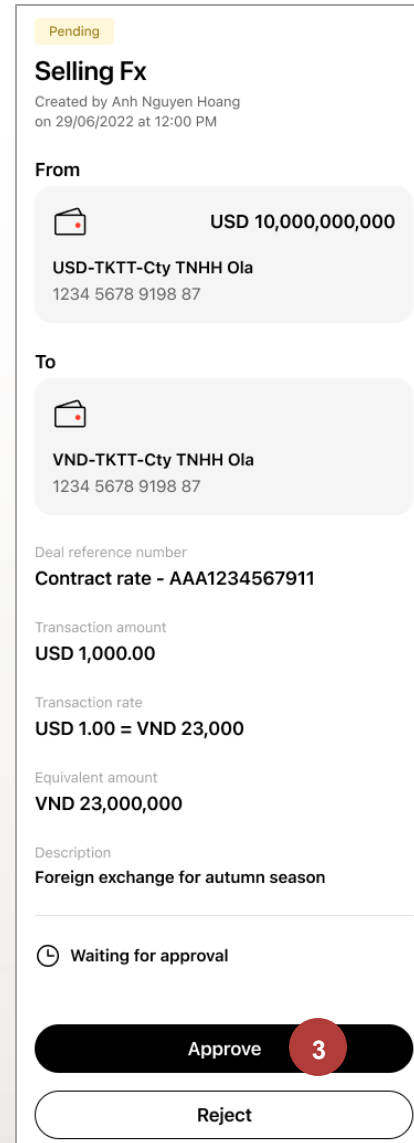 Pending
Selling Fx
Created by Anh Nguyen Hoang
on 29/06/2022 at 12:00 PM
From
USD 10,000,000,000
USD-TKTT-Cty TNHH Ola
1234 5678 9198 87
To
VND-TKTT-Cty TNHH Ola
1234 5678 9198 87
Deal reference number
Contract rate - AAA1234567911
Transaction amount
USD 1,000.00
Transaction rate
USD 1.00 = VND 23,000
Equivalent amount
VND 23,000,000
Description
Foreign exchange for autumn season
Waiting for approval
Approve 3
Reject